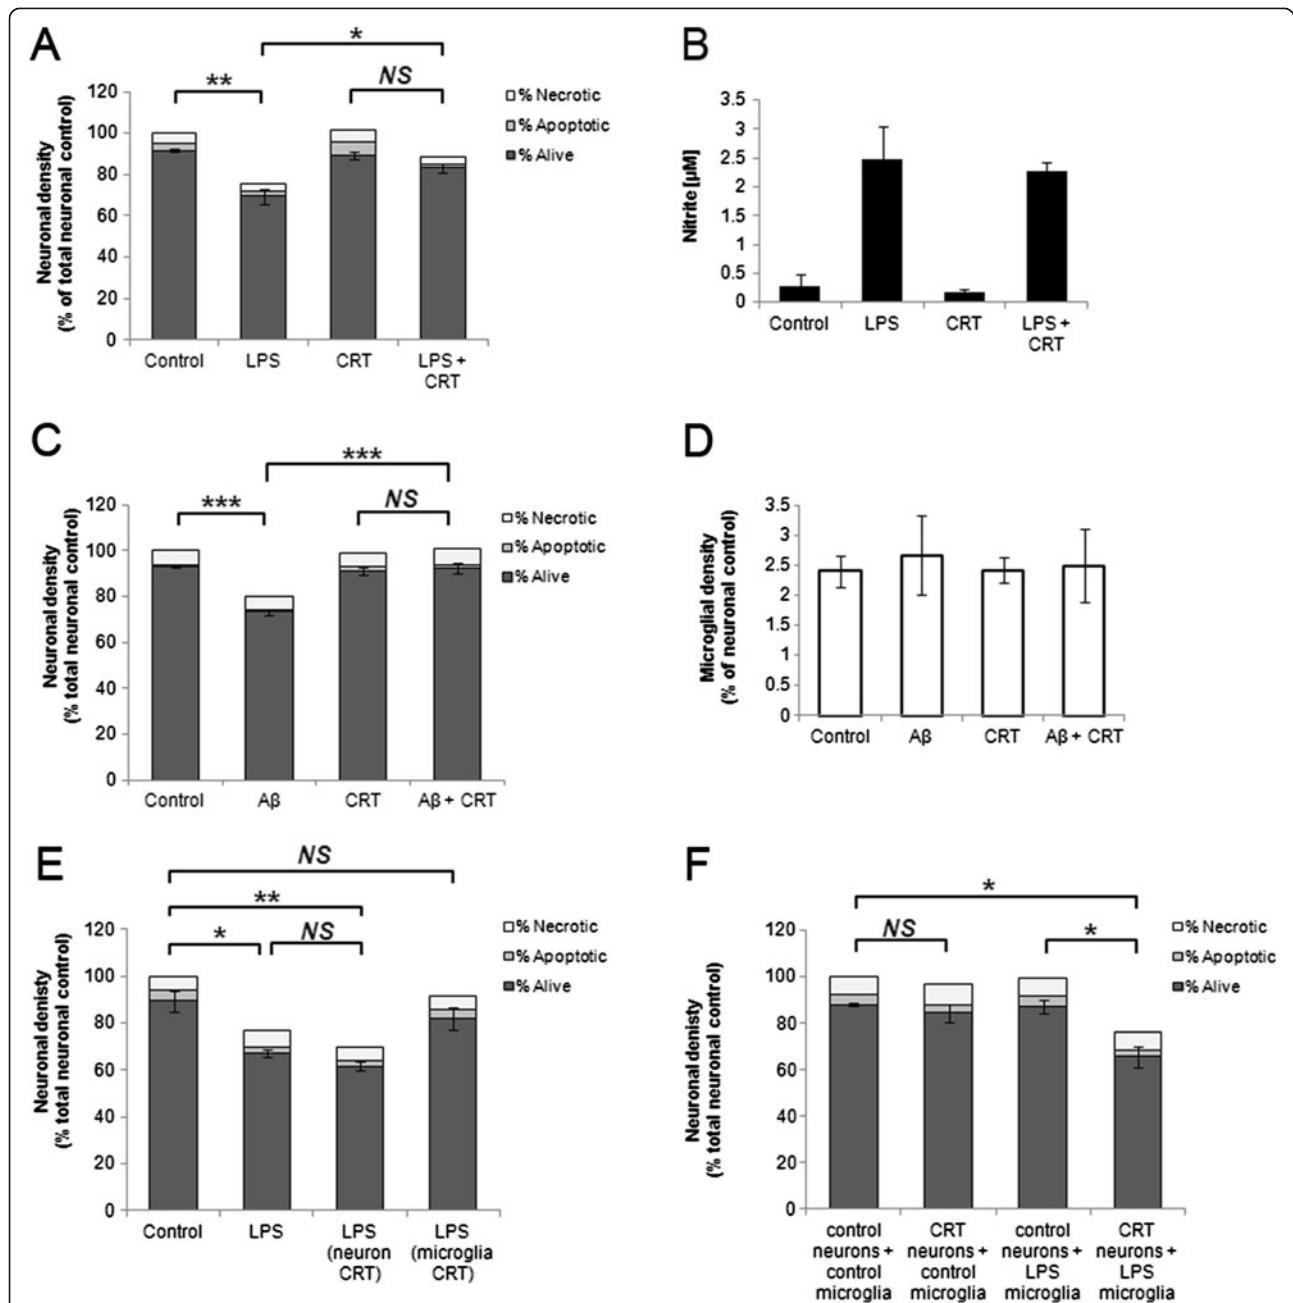 A
*
**
NS
120
100
80
60
40
20
0
Neuronal density
(% of total neuronal control)
% Necrotic
% Apoptotic
% Alive
Control
LPS
CRT
LPS +
CRT
B
3.5
3
2.5
2
1.5
1
0.5
0
Nitrite [µM]
Control
LPS
CRT
LPS +
CRT
C
***
***
NS
120
100
80
60
40
20
0
Neuronal density
(% total neuronal control)
% Necrotic
% Apoptotic
% Alive
Control
Aβ
CRT
Aβ + CRT
D
3.5
3
2.5
2
1.5
1
0.5
0
Microglial density
(% of neuronal control)
Control
Aβ
CRT
Aβ + CRT
E
NS
**
*
NS
120
100
80
60
40
20
0
Neuronal denisty
(% total neuronal control)
% Necrotic
% Apoptotic
% Alive
Control
LPS
LPS
(neuron
CRT)
LPS
(microglia
CRT)
F
*
NS
*
120
100
80
60
40
20
0
Neuronal denisty
(% total neuronal control)
% Necrotic
% Apoptotic
% Alive
control
neurons +
control
microglia
CRT
neurons +
control
microglia
control
neurons +
LPS
microglia
CRT
neurons +
LPS
microglia